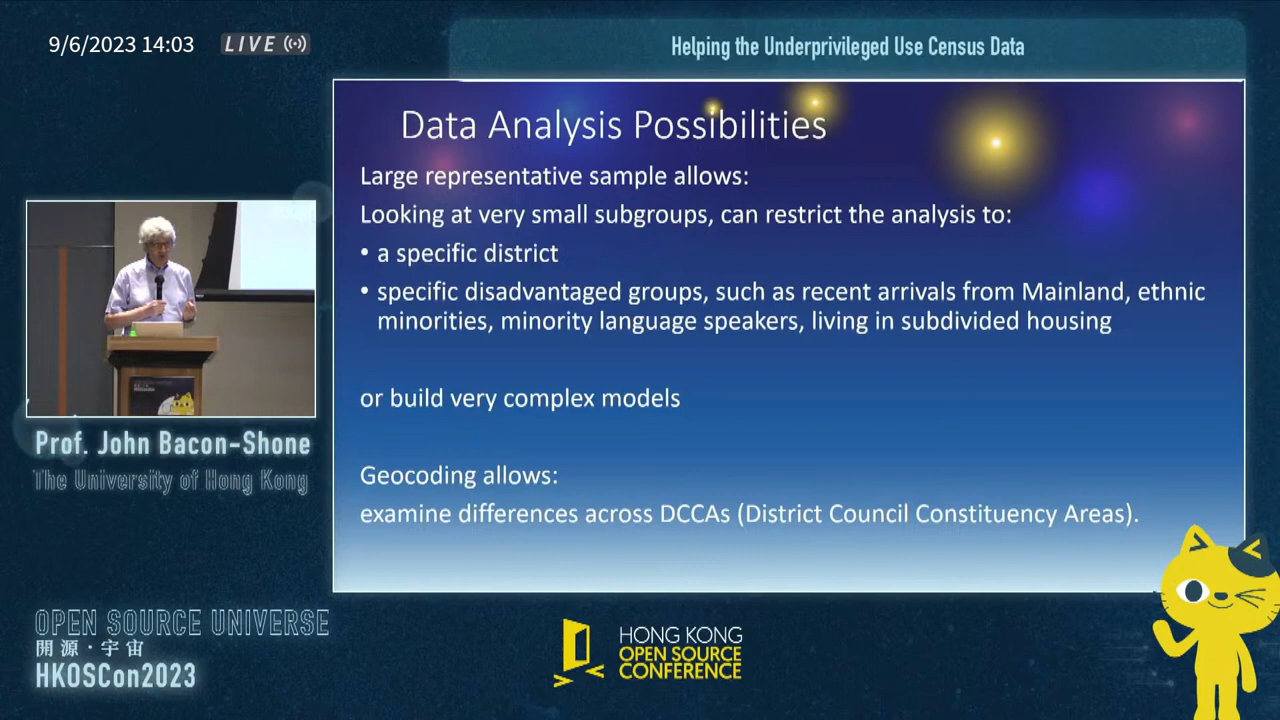 9/6/2023 14:03
LIVE
Helping the Underprivileged Use Census Data
Data Analysis Possibilities
Large representative sample allows:
Looking at very small subgroups, can restrict the analysis to:
• a specific district
• specific disadvantaged groups, such as recent arrivals from Mainland, ethnic
minorities, minority language speakers, living in subdivided housing
or build very complex models
Geocoding allows:
examine differences across DCCAs (District Council Constituency Areas).
Prof. John Bacon-Shone
The University of Hong Kong
OPEN SOURCE UNIVERSE
開源·宇宙
HKOSCon2023
HONG KONG
OPEN SOURCE
CONFERENCE